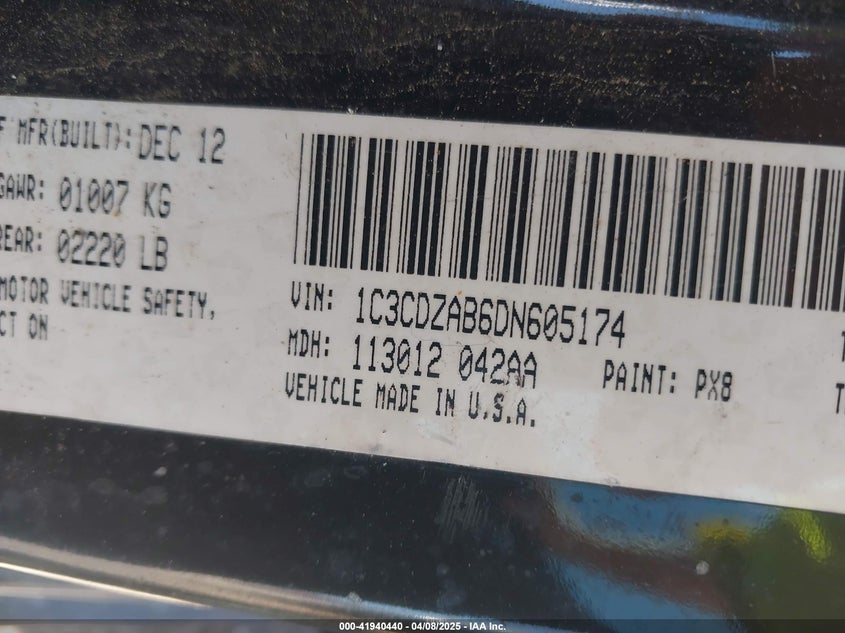 F MFR(BUILT): DEC 12
GAWR: 01007 KG
REAR: 02220 LB
MOTOR VEHICLE SAFETY,
CT ON
VIN: 1C3CDZAB6DN605174
MDH: 113012 042AA
PAINT: PX8
VEHICLE MADE IN U.S.A.
000-41940440 - 04/08/2025 - IAA Inc.